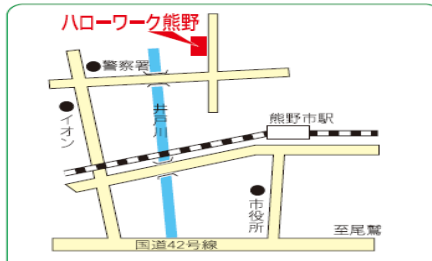 ハローワーク熊野
警察署
井戸川
イオン
熊野市駅
市役所
至尾鷲
国道42号線